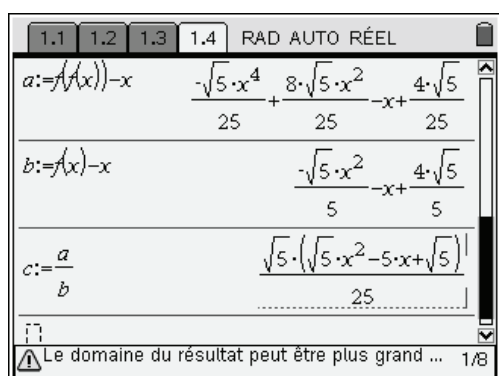 1.1 1.2 1.3 1.4 RAD AUTO RÉEL
a:=f(f(x))−x -√5·x⁴/25 + 8·√5·x²/25 −x+ 4·√5/25
b:=f(x)−x -√5·x²/5 −x+ 4·√5/5
c:=a/b √5·(√5·x²−5·x+√5)/25
Le domaine du résultat peut être plus grand ... 1/8